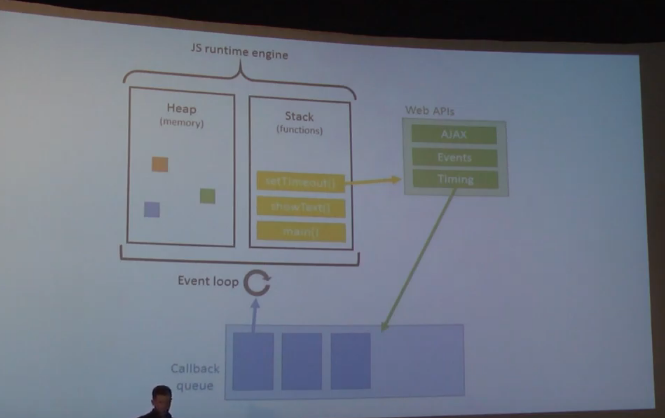 JS runtime engine
Heap
(memory)
Stack
(functions)
setTimeout()
showText()
main()
Web APIs
AJAX
Events
Timing
Event loop
Callback
queue